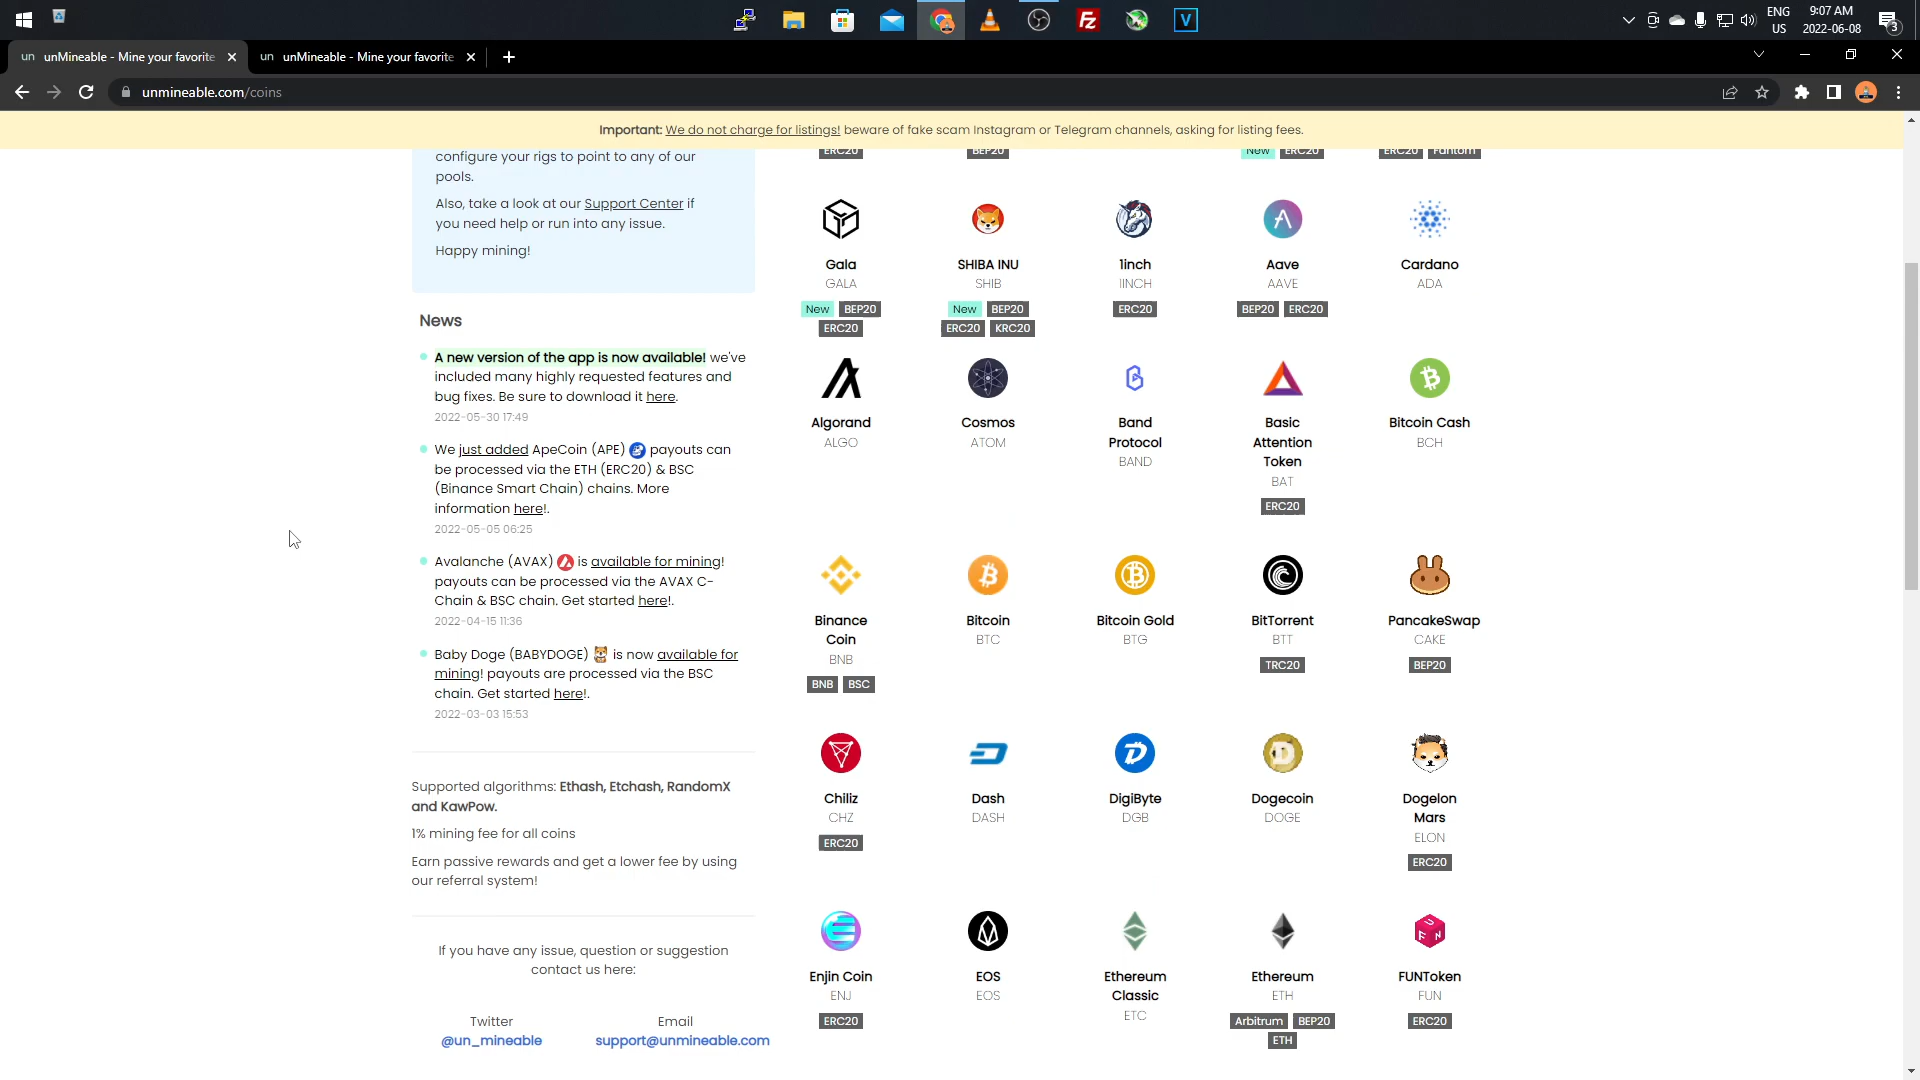 ENG
US
9:07 AM
2022-06-08
3
un unMineable - Mine your favorite
un unMineable - Mine your favorite
unmineable.com/coins
Important: We do not charge for listings! beware of fake scam Instagram or Telegram channels, asking for listing fees.
configure your rigs to point to any of our
pools.
Also, take a look at our Support Center if
you need help or run into any issue.
Happy mining!
News
A new version of the app is now available! we've
included many highly requested features and
bug fixes. Be sure to download it here.
2022-05-30 17:49
We just added ApeCoin (APE) payouts can
be processed via the ETH (ERC20) & BSC
(Binance Smart Chain) chains. More
information here!.
2022-05-05 06:25
Avalanche (AVAX) is available for mining!
payouts can be processed via the AVAX C-
Chain & BSC chain. Get started here!.
2022-04-15 11:36
Baby Doge (BABYDOGE) is now available for
mining! payouts are processed via the BSC
chain. Get started here!.
2022-03-03 15:53
Supported algorithms: Ethash, Etchash, RandomX
and KawPow.
1% mining fee for all coins
Earn passive rewards and get a lower fee by using
our referral system!
If you have any issue, question or suggestion
contact us here:
Twitter
@un_mineable
Email
support@unmineable.com
ERC20
BEP20
New ERC20
ERC20 Fantom
Gala
GALA
New BEP20
ERC20
SHIBA INU
SHIB
New BEP20
ERC20 KRC20
1inch
1INCH
ERC20
Aave
AAVE
BEP20 ERC20
Cardano
ADA
Algorand
ALGO
Cosmos
ATOM
Band
Protocol
BAND
Basic
Attention
Token
BAT
ERC20
Bitcoin Cash
BCH
Binance
Coin
BNB
BNB BSC
Bitcoin
BTC
Bitcoin Gold
BTG
BitTorrent
BTT
TRC20
PancakeSwap
CAKE
BEP20
Chiliz
CHZ
ERC20
Dash
DASH
DigiByte
DGB
Dogecoin
DOGE
Dogelon
Mars
ELON
ERC20
Enjin Coin
ENJ
ERC20
EOS
EOS
Ethereum
Classic
ETC
Ethereum
ETH
Arbitrum BEP20
ETH
FUNToken
FUN
ERC20